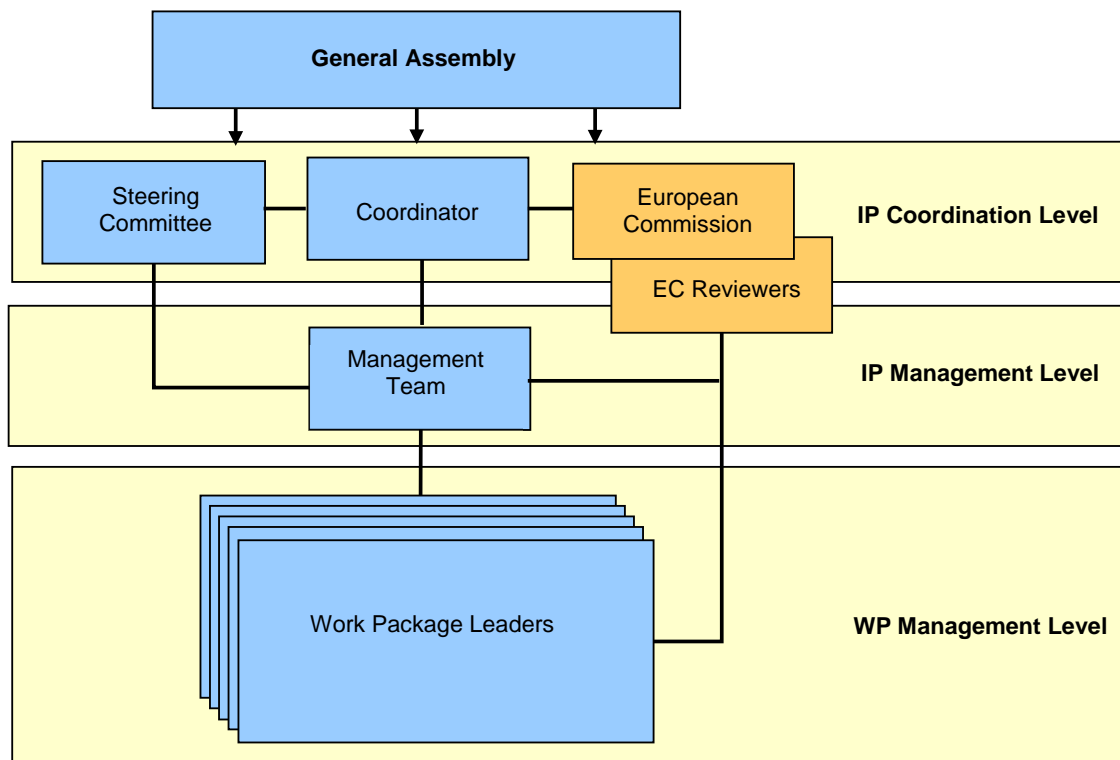 General Assembly
Steering
Committee
Coordinator
European
Commission
IP Coordination Level
EC Reviewers
Management
Team
IP Management Level
Work Package Leaders
WP Management Level